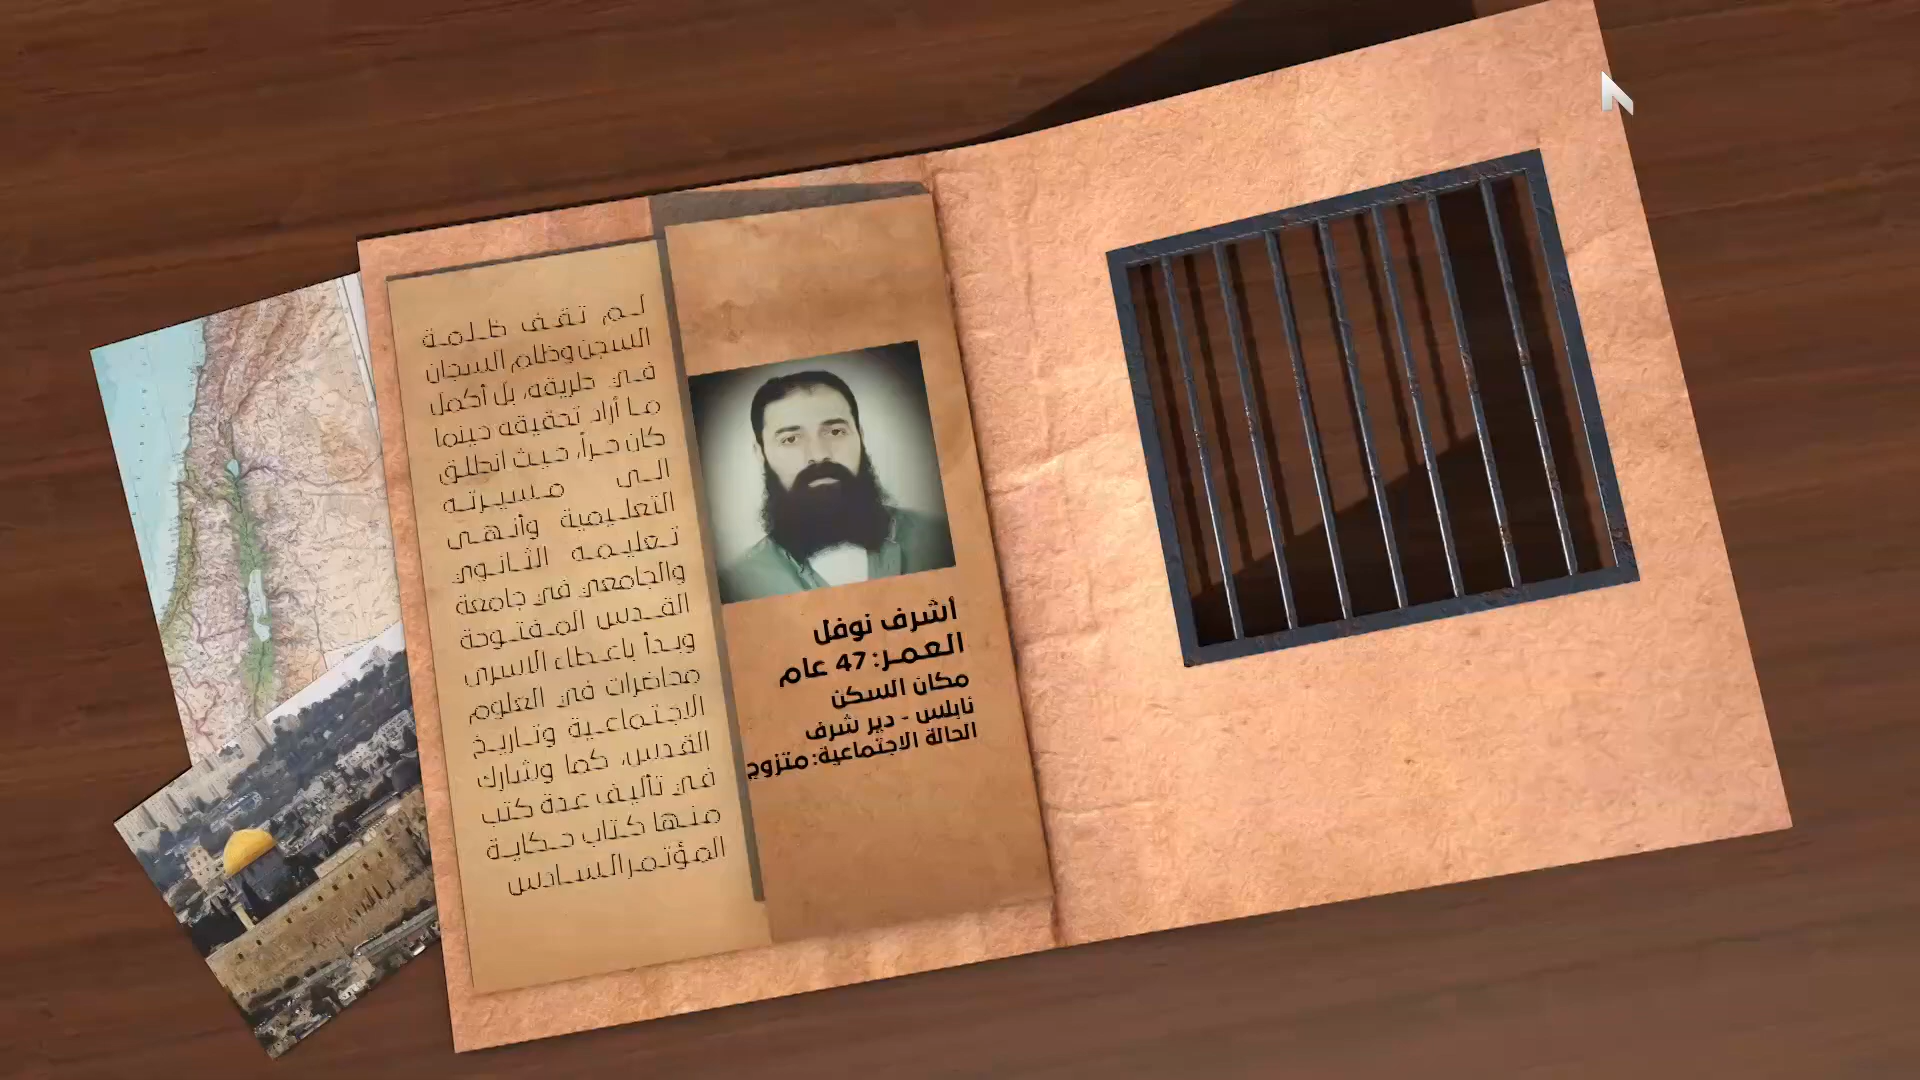 لم تقف ظلمة
السجن وظلم السجان
في طريقه، بل أكمل
ما أراد تحقيقه حينما
كان حراً، حيث انطلق
الى مسيرته
التعليمية وأنهى
تعليمه الثانوي
والجامعي في جامعة
القدس المفتوحة
وبدأ باعطاء الاسرى
محاضرات في العلوم
الاجتماعية وتاريخ
القدس، كما وشارك
في تأليف عدة كتب
منها كتاب حكاية
المؤتمر السادس
أشرف نوفل
العمر: 47 عام
مكان السكن
نابلس - دير شرف
الحالة الاجتماعية: متزوج